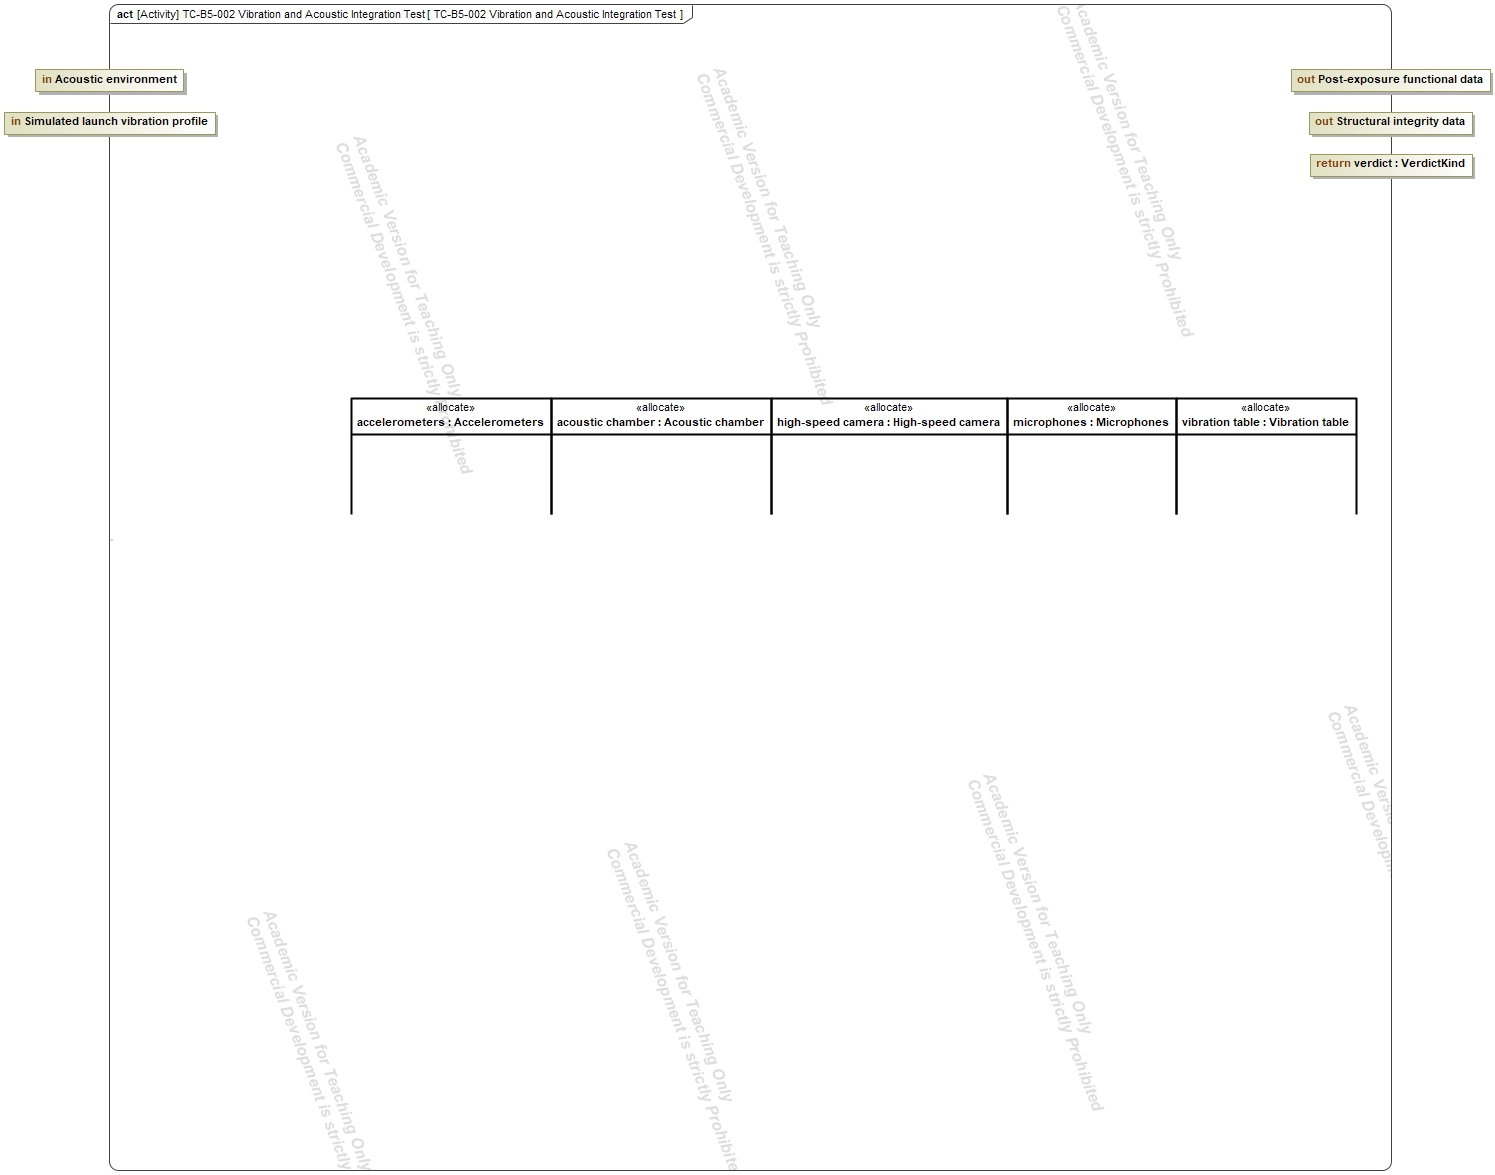 act [Activity] TC-B5-002 Vibration and Acoustic Integration Test [ TC-B5-002 Vibration and Acoustic Integration Test ]
in Acoustic environment
in Simulated launch vibration profile
out Post-exposure functional data
out Structural integrity data
return verdict : VerdictKind
«allocate»
accelerometers : Accelerometers
«allocate»
acoustic chamber : Acoustic chamber
«allocate»
high-speed camera : High-speed camera
«allocate»
microphones : Microphones
«allocate»
vibration table : Vibration table
Academic Version for Teaching Only
Commercial Development is strictly Prohibited
Academic Version for Teaching Only
Commercial Development is strictly Prohibited
Academic Version for Teaching Only
Commercial Development is strictly Prohibited
Academic Version for Teaching Only
Commercial Development is strictly
Academic Version for Teaching Only
Commercial Development is strictly Prohibite
Academic Version for Teaching Only
Commercial Development is strictly Prohibited
Academic Versio
Commercial Developm